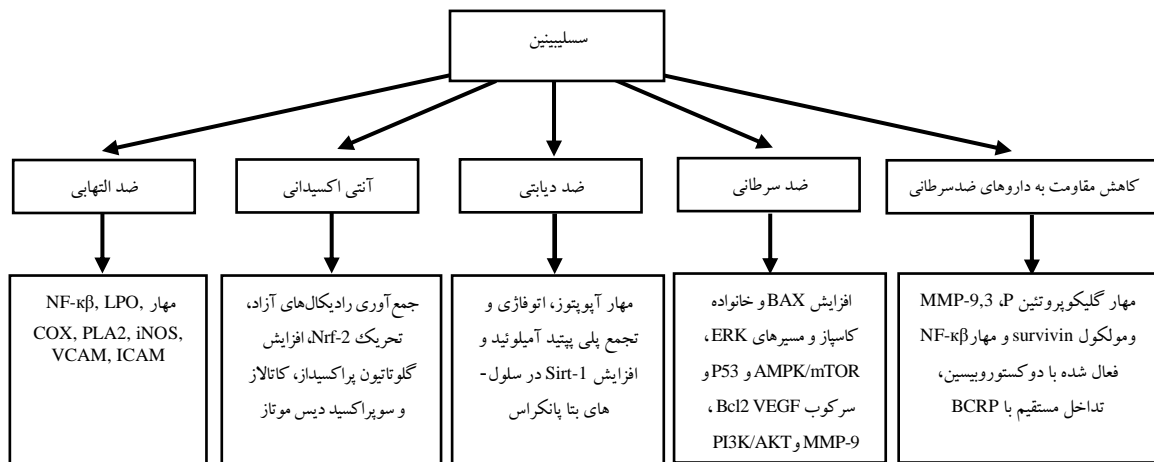 سسلیبینین
کاهش مقاومت به داروهای ضدسرطانی
ضد سرطانی
ضد دیابتی
آنتی اکسیدانی
ضد التهابی
مهار گلیکوپروتئین P، MMP-9,3
ومولکول survivin و مهار NF-κβ
فعال شده با دوکستوروبیسین،
تداخل مستقیم با BCRP
افزایش BAX و خانواده
کاسپاز و مسیرهای ERK،
AMPK/mTOR و P53 و
سرکوب Bcl2 VEGF،
MMP-9 و PI3K/AKT
مهار آپوپتوز، اتوفاژی و
تجمع پلی پپتید آمیلوئید و
افزایش Sirt-1 در سلول-
های بتا پانکراس
جمع‌آوری رادیکال‌های آزاد،
تحریک Nrf-2، افزایش
گلوتاتیون پراکسیداز، کاتالاز
و سوپراکسید دیس موتاز
مهار NF-κβ, LPO,
COX, PLA2, iNOS,
VCAM, ICAM